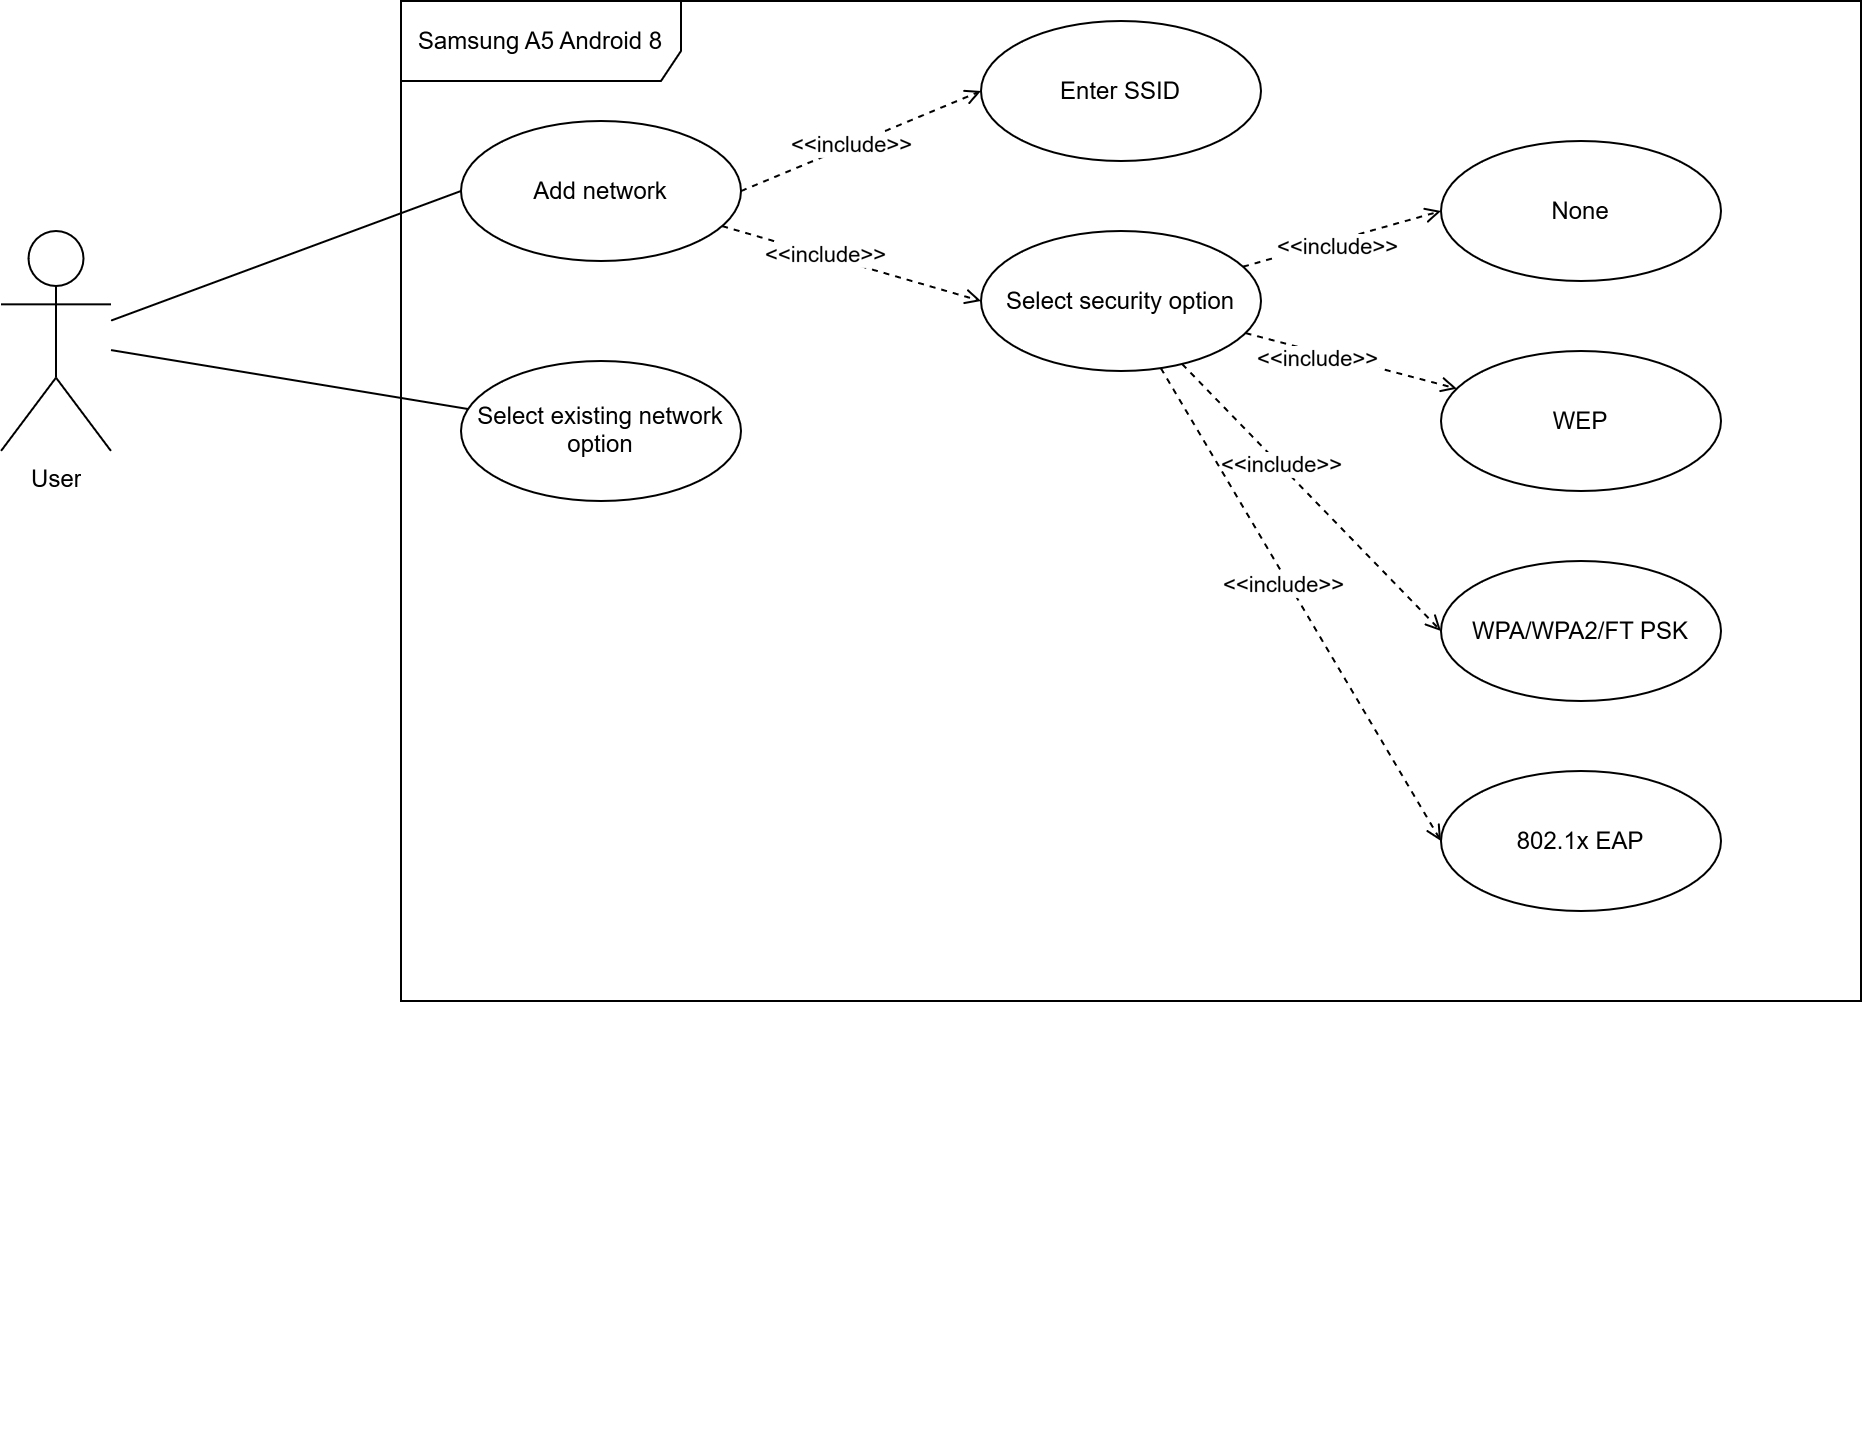 Samsung A5 Android 8
Enter SSID
<<include>>
Add network
None
<<include>>
<<include>>
Select security option
<<include>>
Select existing network
option
WEP
User
<<include>>
<<include>>
WPA/WPA2/FT PSK
802.1x EAP